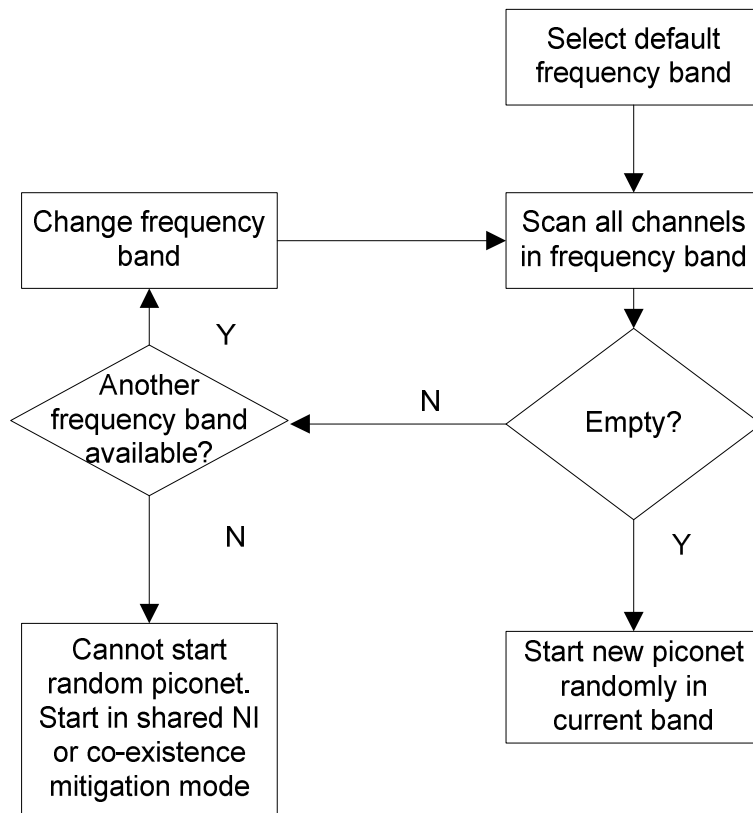 Select default
frequency band
Change frequency
band
Scan all channels
in frequency band
Y
Another
frequency band
available?
N
Empty?
N
Y
Cannot start
random piconet.
Start in shared NI
or co-existence
mitigation mode
Start new piconet
randomly in
current band